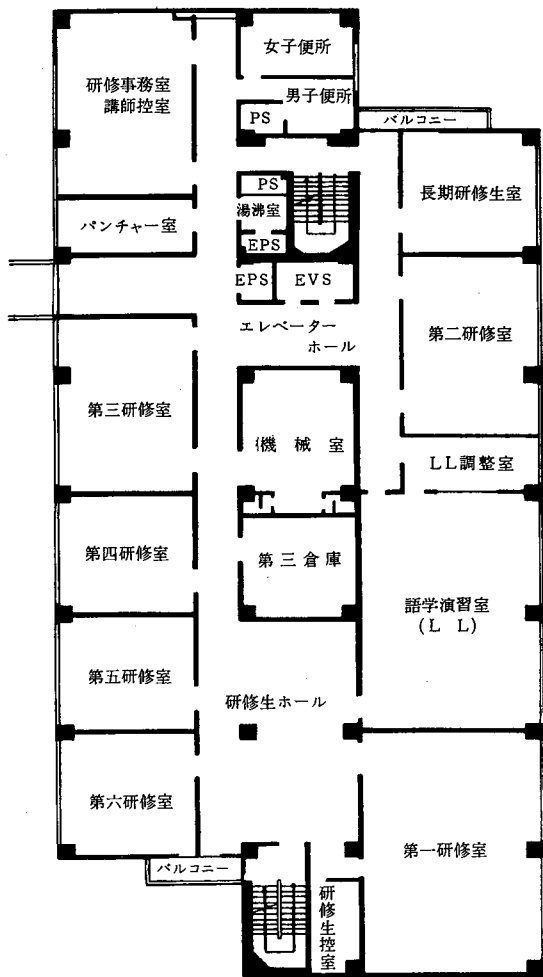 女子便所
研修事務室
講師控室
男子便所
PS
バルコニー
長期研修生室
PS
湯沸室
パンチャー室
EPS
EPS
EVS
エレベーター
ホール
第二研修室
第三研修室
機械室
LL調整室
第四研修室
第三倉庫
語学演習室
(L L)
第五研修室
研修生ホール
第六研修室
第一研修室
バルコニー
研修生控室